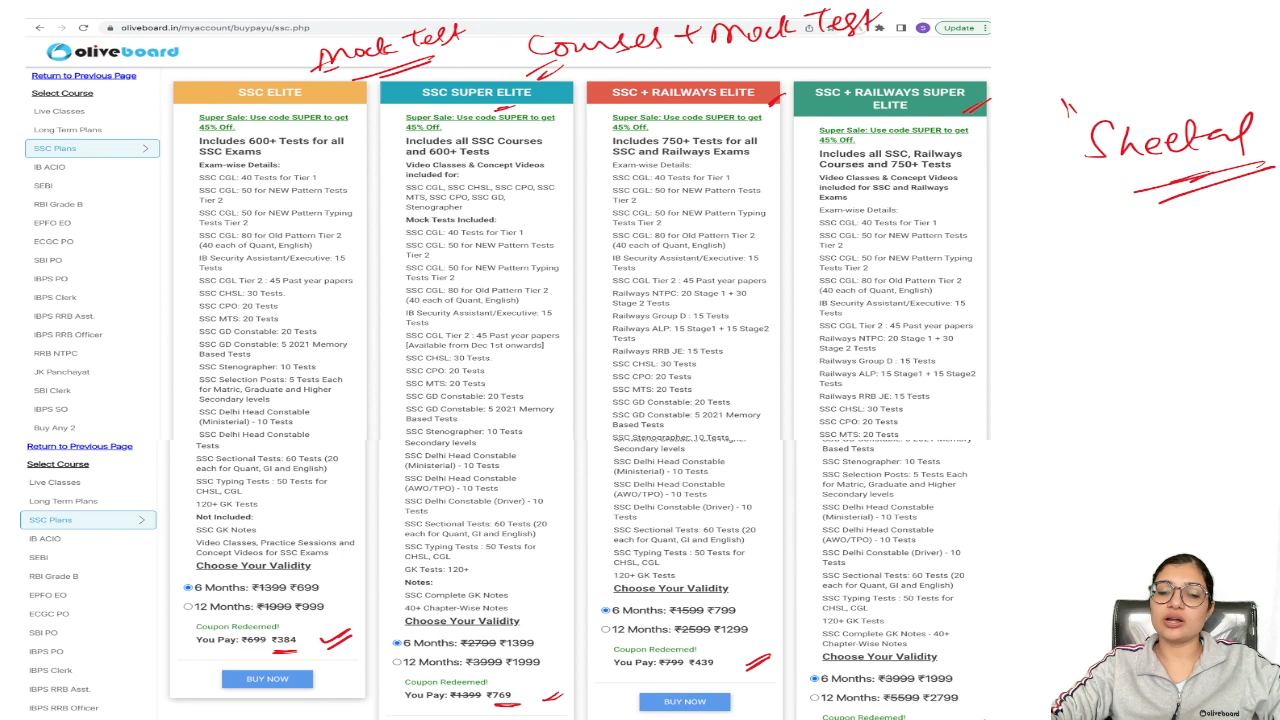 oliveboard.in/myaccount/buypayu/ssc.php
S
Update
Mock Test
Courses + Mock Test
"Sheetal
oliveboard
Return to Previous Page
Select Course
Live Classes
Long Term Plans
SSC Plans
IB ACIO
SEBI
RBI Grade B
EPFO EO
ECGC PO
SBI PO
IBPS PO
IBPS Clerk
IBPS RRB Asst.
IBPS RRB Officer
RRB NTPC
JK Panchayat
SBI Clerk
IBPS SO
Buy Any 2
Return to Previous Page
Select Course
Live Classes
Long Term Plans
SSC Plans
IB ACIO
SEBI
RBI Grade B
EPFO EO
ECGC PO
SBI PO
IBPS PO
IBPS Clerk
IBPS RRB Asst.
IBPS RRB Officer
SSC ELITE
Super Sale: Use code SUPER to get
45% Off.
Includes 600+ Tests for all
SSC Exams
Exam-wise Details:
SSC CGL: 40 Tests for Tier 1
SSC CGL: 50 for NEW Pattern Tests
Tier 2
SSC CGL: 50 for NEW Pattern Typing
Tests Tier 2
SSC CGL: 80 for Old Pattern Tier 2
(40 each of Quant, English)
IB Security Assistant/Executive: 15
Tests
SSC CGL Tier 2 : 45 Past year papers
SSC CHSL: 30 Tests.
SSC CPO: 20 Tests
SSC MTS: 20 Tests
SSC GD Constable: 20 Tests
SSC GD Constable: 5 2021 Memory
Based Tests
SSC Stenographer: 10 Tests
SSC Selection Posts: 5 Tests Each
for Matric, Graduate and Higher
Secondary levels
SSC Delhi Head Constable
(Ministerial) - 10 Tests
SSC Delhi Head Constable
Tests
SSC Sectional Tests: 60 Tests (20
each for Quant, GI and English)
SSC Typing Tests : 50 Tests for
CHSL, CGL
120+ GK Tests
Not Included:
SSC GK Notes
Video Classes, Practice Sessions and
Concept Videos for SSC Exams
Choose Your Validity
6 Months: ₹1399 ₹699
12 Months: ₹1999 ₹999
Coupon Redeemed!
You Pay: ₹699 ₹384
BUY NOW
SSC SUPER ELITE
Super Sale: Use code SUPER to get
45% Off.
Includes all SSC Courses
and 600+ Tests
Video Classes & Concept Videos
included for:
SSC CGL, SSC CHSL, SSC CPO, SSC
MTS, SSC CPO, SSC GD,
Stenographer
Mock Tests Included:
SSC CGL: 40 Tests for Tier 1
SSC CGL: 50 for NEW Pattern Tests
Tier 2
SSC CGL: 50 for NEW Pattern Typing
Tests Tier 2
SSC CGL: 80 for Old Pattern Tier 2
(40 each of Quant, English)
IB Security Assistant/Executive: 15
Tests
SSC CGL Tier 2 : 45 Past year papers
[Available from Dec 1st onwards]
SSC CHSL: 30 Tests.
SSC CPO: 20 Tests
SSC MTS: 20 Tests
SSC GD Constable: 20 Tests
SSC GD Constable: 5 2021 Memory
Based Tests
SSC Stenographer: 10 Tests
Secondary levels
SSC Delhi Head Constable
(Ministerial) - 10 Tests
SSC Delhi Head Constable
(AWO/TPO) - 10 Tests
SSC Delhi Constable (Driver) - 10
Tests
SSC Sectional Tests: 60 Tests (20
each for Quant, GI and English)
SSC Typing Tests : 50 Tests for
CHSL, CGL
GK Tests: 120+
Notes:
SSC Complete GK Notes
40+ Chapter-Wise Notes
Choose Your Validity
6 Months: ₹2799 ₹1399
12 Months: ₹3999 ₹1999
Coupon Redeemed!
You Pay: ₹1399 ₹769
SSC + RAILWAYS ELITE
Super Sale: Use code SUPER to get
45% Off.
Includes 750+ Tests for all
SSC and Railways Exams
Exam-wise Details:
SSC CGL: 40 Tests for Tier 1
SSC CGL: 50 for NEW Pattern Tests
Tier 2
SSC CGL: 50 for NEW Pattern Typing
Tests Tier 2
SSC CGL: 80 for Old Pattern Tier 2
(40 each of Quant, English)
IB Security Assistant/Executive: 15
Tests
SSC CGL Tier 2 : 45 Past year papers
Railways NTPC: 20 Stage 1 + 30
Stage 2 Tests
Railways Group D : 15 Tests
Railways ALP: 15 Stage1 + 15 Stage2
Tests
Railways RRB JE: 15 Tests
SSC CHSL: 30 Tests
SSC CPO: 20 Tests
SSC MTS: 20 Tests
SSC GD Constable: 20 Tests
SSC GD Constable: 5 2021 Memory
Based Tests
SSC Stenographer: 10 Tests
Secondary levels
SSC Delhi Head Constable
(Ministerial) - 10 Tests
SSC Delhi Head Constable
(AWO/TPO) - 10 Tests
SSC Delhi Constable (Driver) - 10
Tests
SSC Sectional Tests: 60 Tests (20
each for Quant, GI and English)
SSC Typing Tests : 50 Tests for
CHSL, CGL
120+ GK Tests
Choose Your Validity
6 Months: ₹1599 ₹799
12 Months: ₹2599 ₹1299
Coupon Redeemed!
You Pay: ₹799 ₹439
BUY NOW
SSC + RAILWAYS SUPER
ELITE
Super Sale: Use code SUPER to get
45% Off.
Includes all SSC, Railways
Courses and 750+ Tests
Video Classes & Concept Videos
included for SSC and Railways
Exams
Exam-wise Details:
SSC CGL: 40 Tests for Tier 1
SSC CGL: 50 for NEW Pattern Tests
Tier 2
SSC CGL: 50 for NEW Pattern Typing
Tests Tier 2
SSC CGL: 80 for Old Pattern Tier 2
(40 each of Quant, English)
IB Security Assistant/Executive: 15
Tests
SSC CGL Tier 2 : 45 Past year papers
Railways NTPC: 20 Stage 1 + 30
Stage 2 Tests
Railways Group D : 15 Tests
Railways ALP: 15 Stage1 + 15 Stage2
Tests
Railways RRB JE: 15 Tests
SSC CHSL: 30 Tests
SSC CPO: 20 Tests
SSC MTS: 20 Tests
Based Tests
SSC Stenographer: 10 Tests
SSC Selection Posts: 5 Tests Each
for Matric, Graduate and Higher
Secondary levels
SSC Delhi Head Constable
(Ministerial) - 10 Tests
SSC Delhi Head Constable
(AWO/TPO) - 10 Tests
SSC Delhi Constable (Driver) - 10
Tests
SSC Sectional Tests: 60 Tests (20
each for Quant, GI and English)
SSC Typing Tests : 50 Tests for
CHSL, CGL
120+ GK Tests
SSC Complete GK Notes - 40+
Chapter-Wise Notes
Choose Your Validity
6 Months: ₹3999 ₹1999
12 Months: ₹5599 ₹2799
Coupon Redeemed!
oliveboard